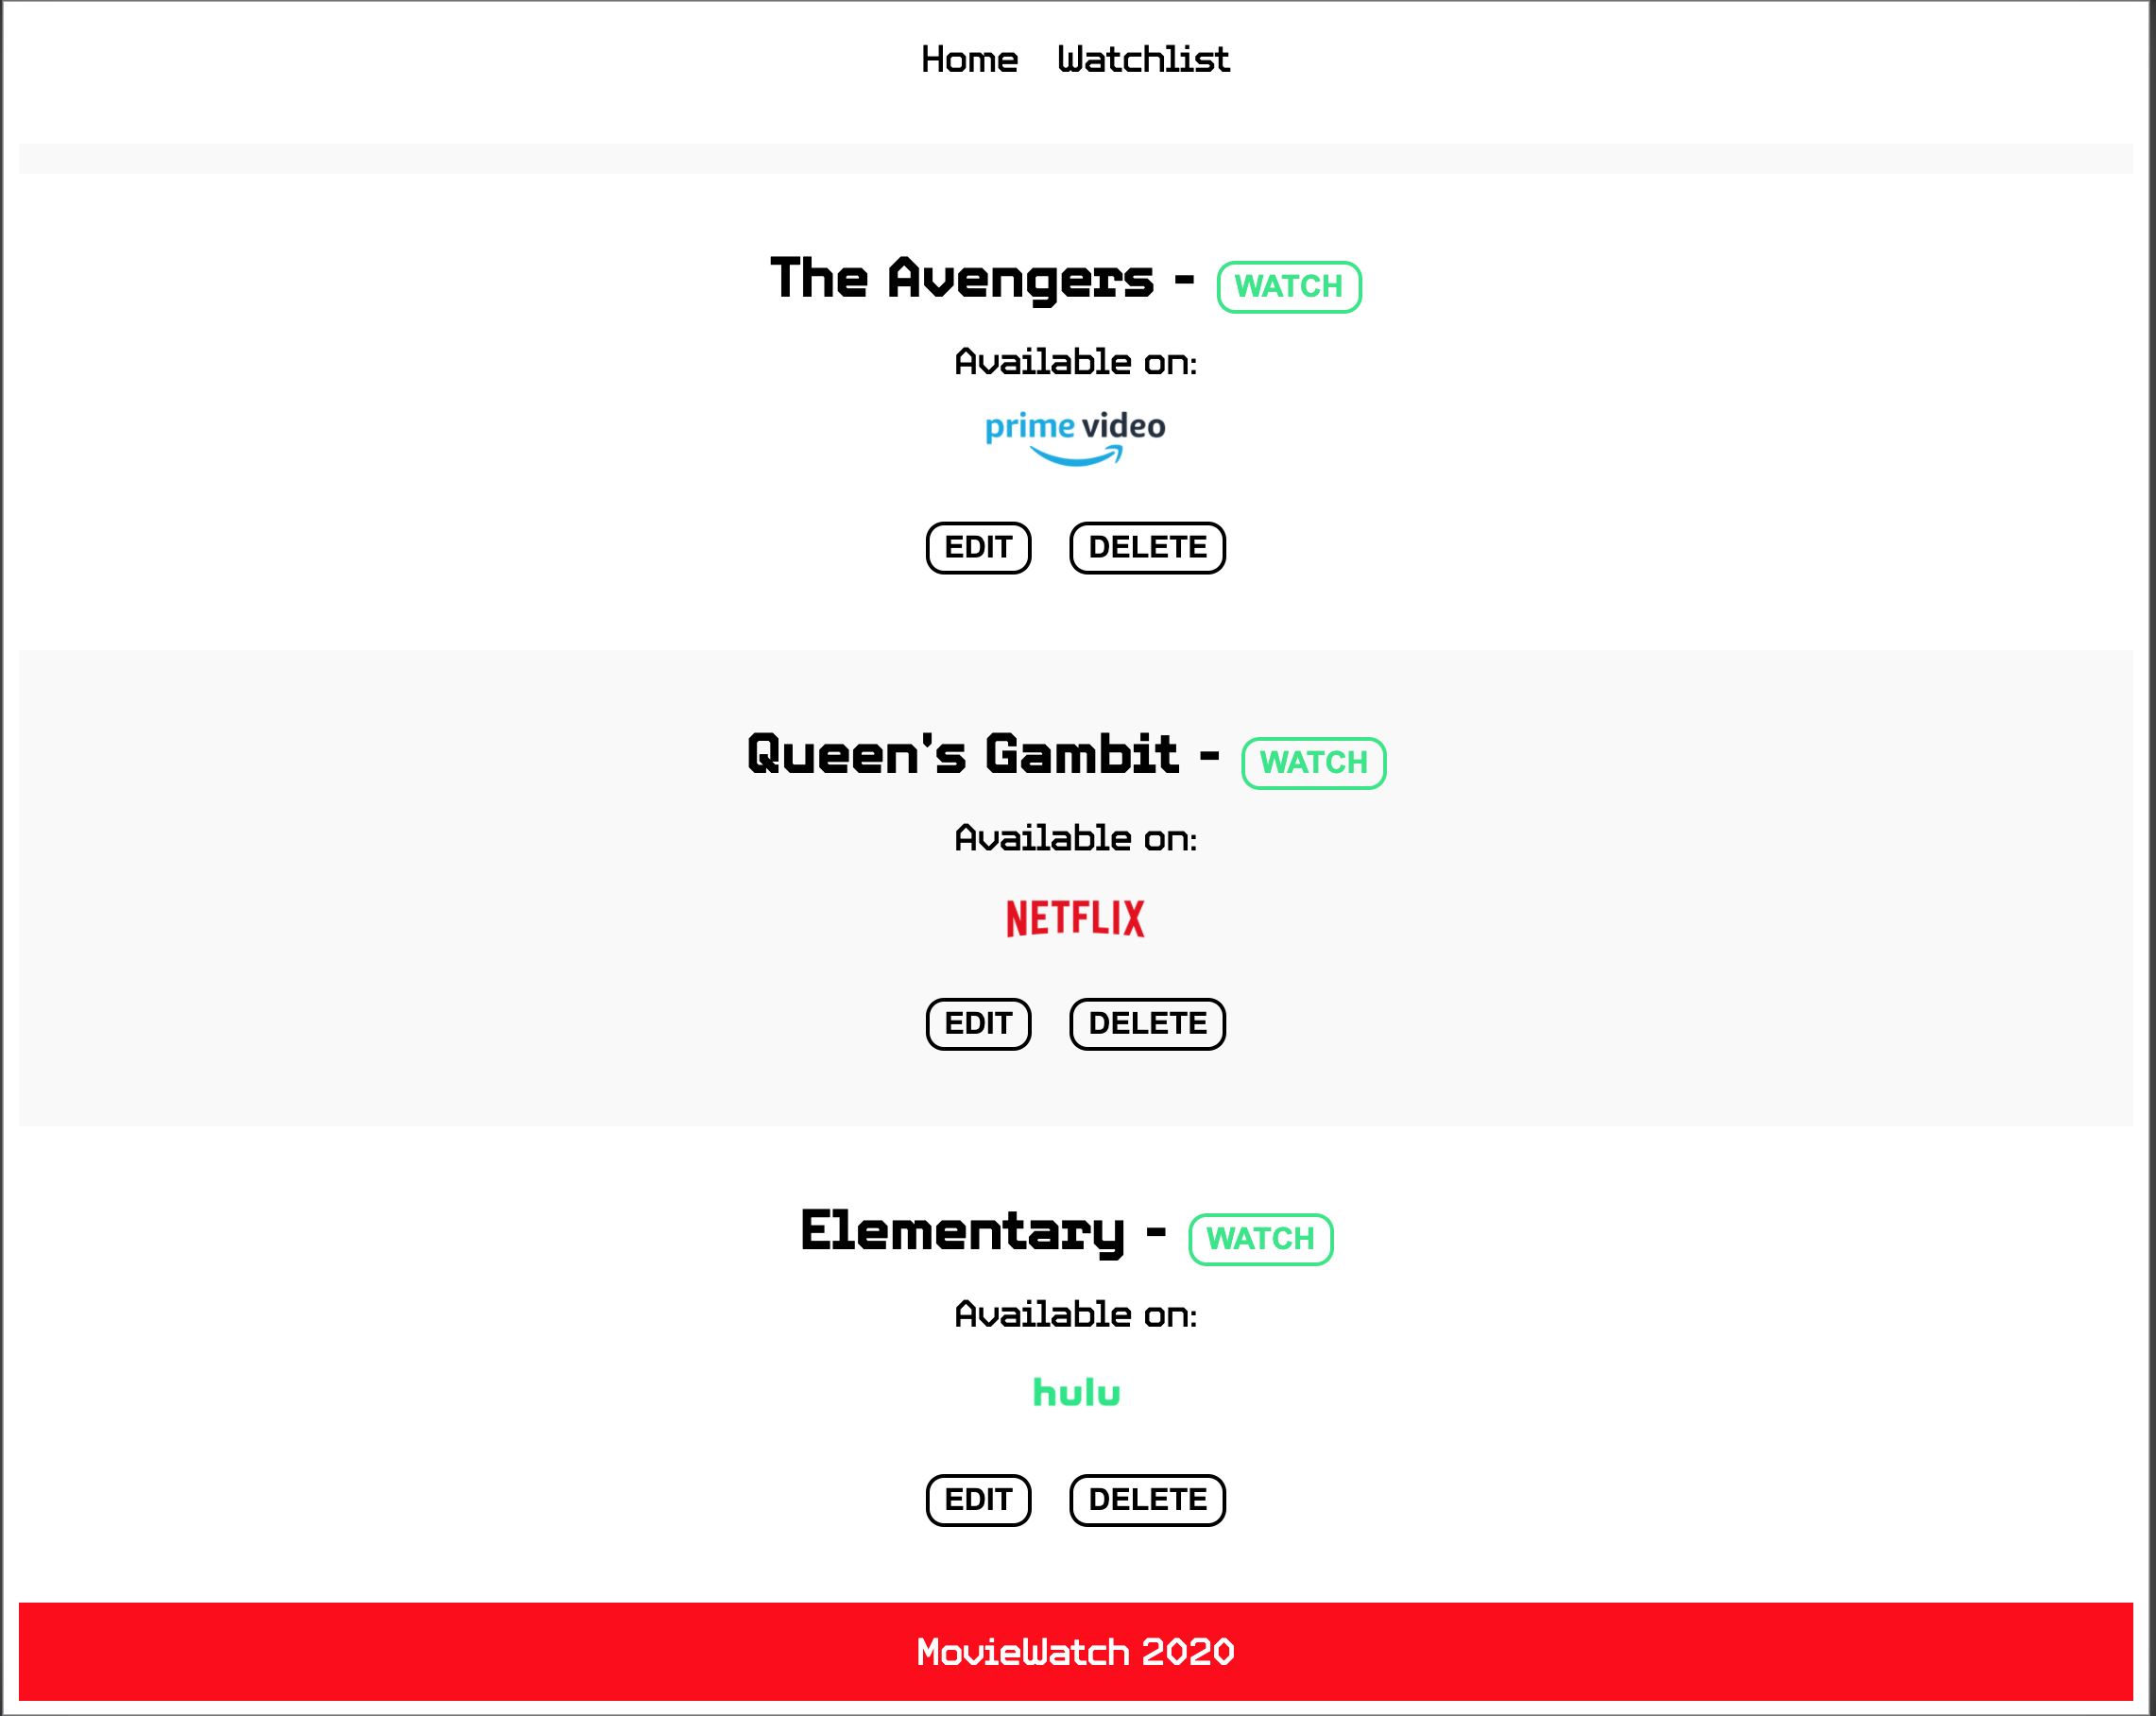 Home Watchlist
The Avengers - WATCH
Available on:
prime video
EDIT DELETE
Queen's Gambit - WATCH
Available on:
NETFLIX
EDIT DELETE
Elementary - WATCH
Available on:
hulu
EDIT DELETE
MovieWatch 2020